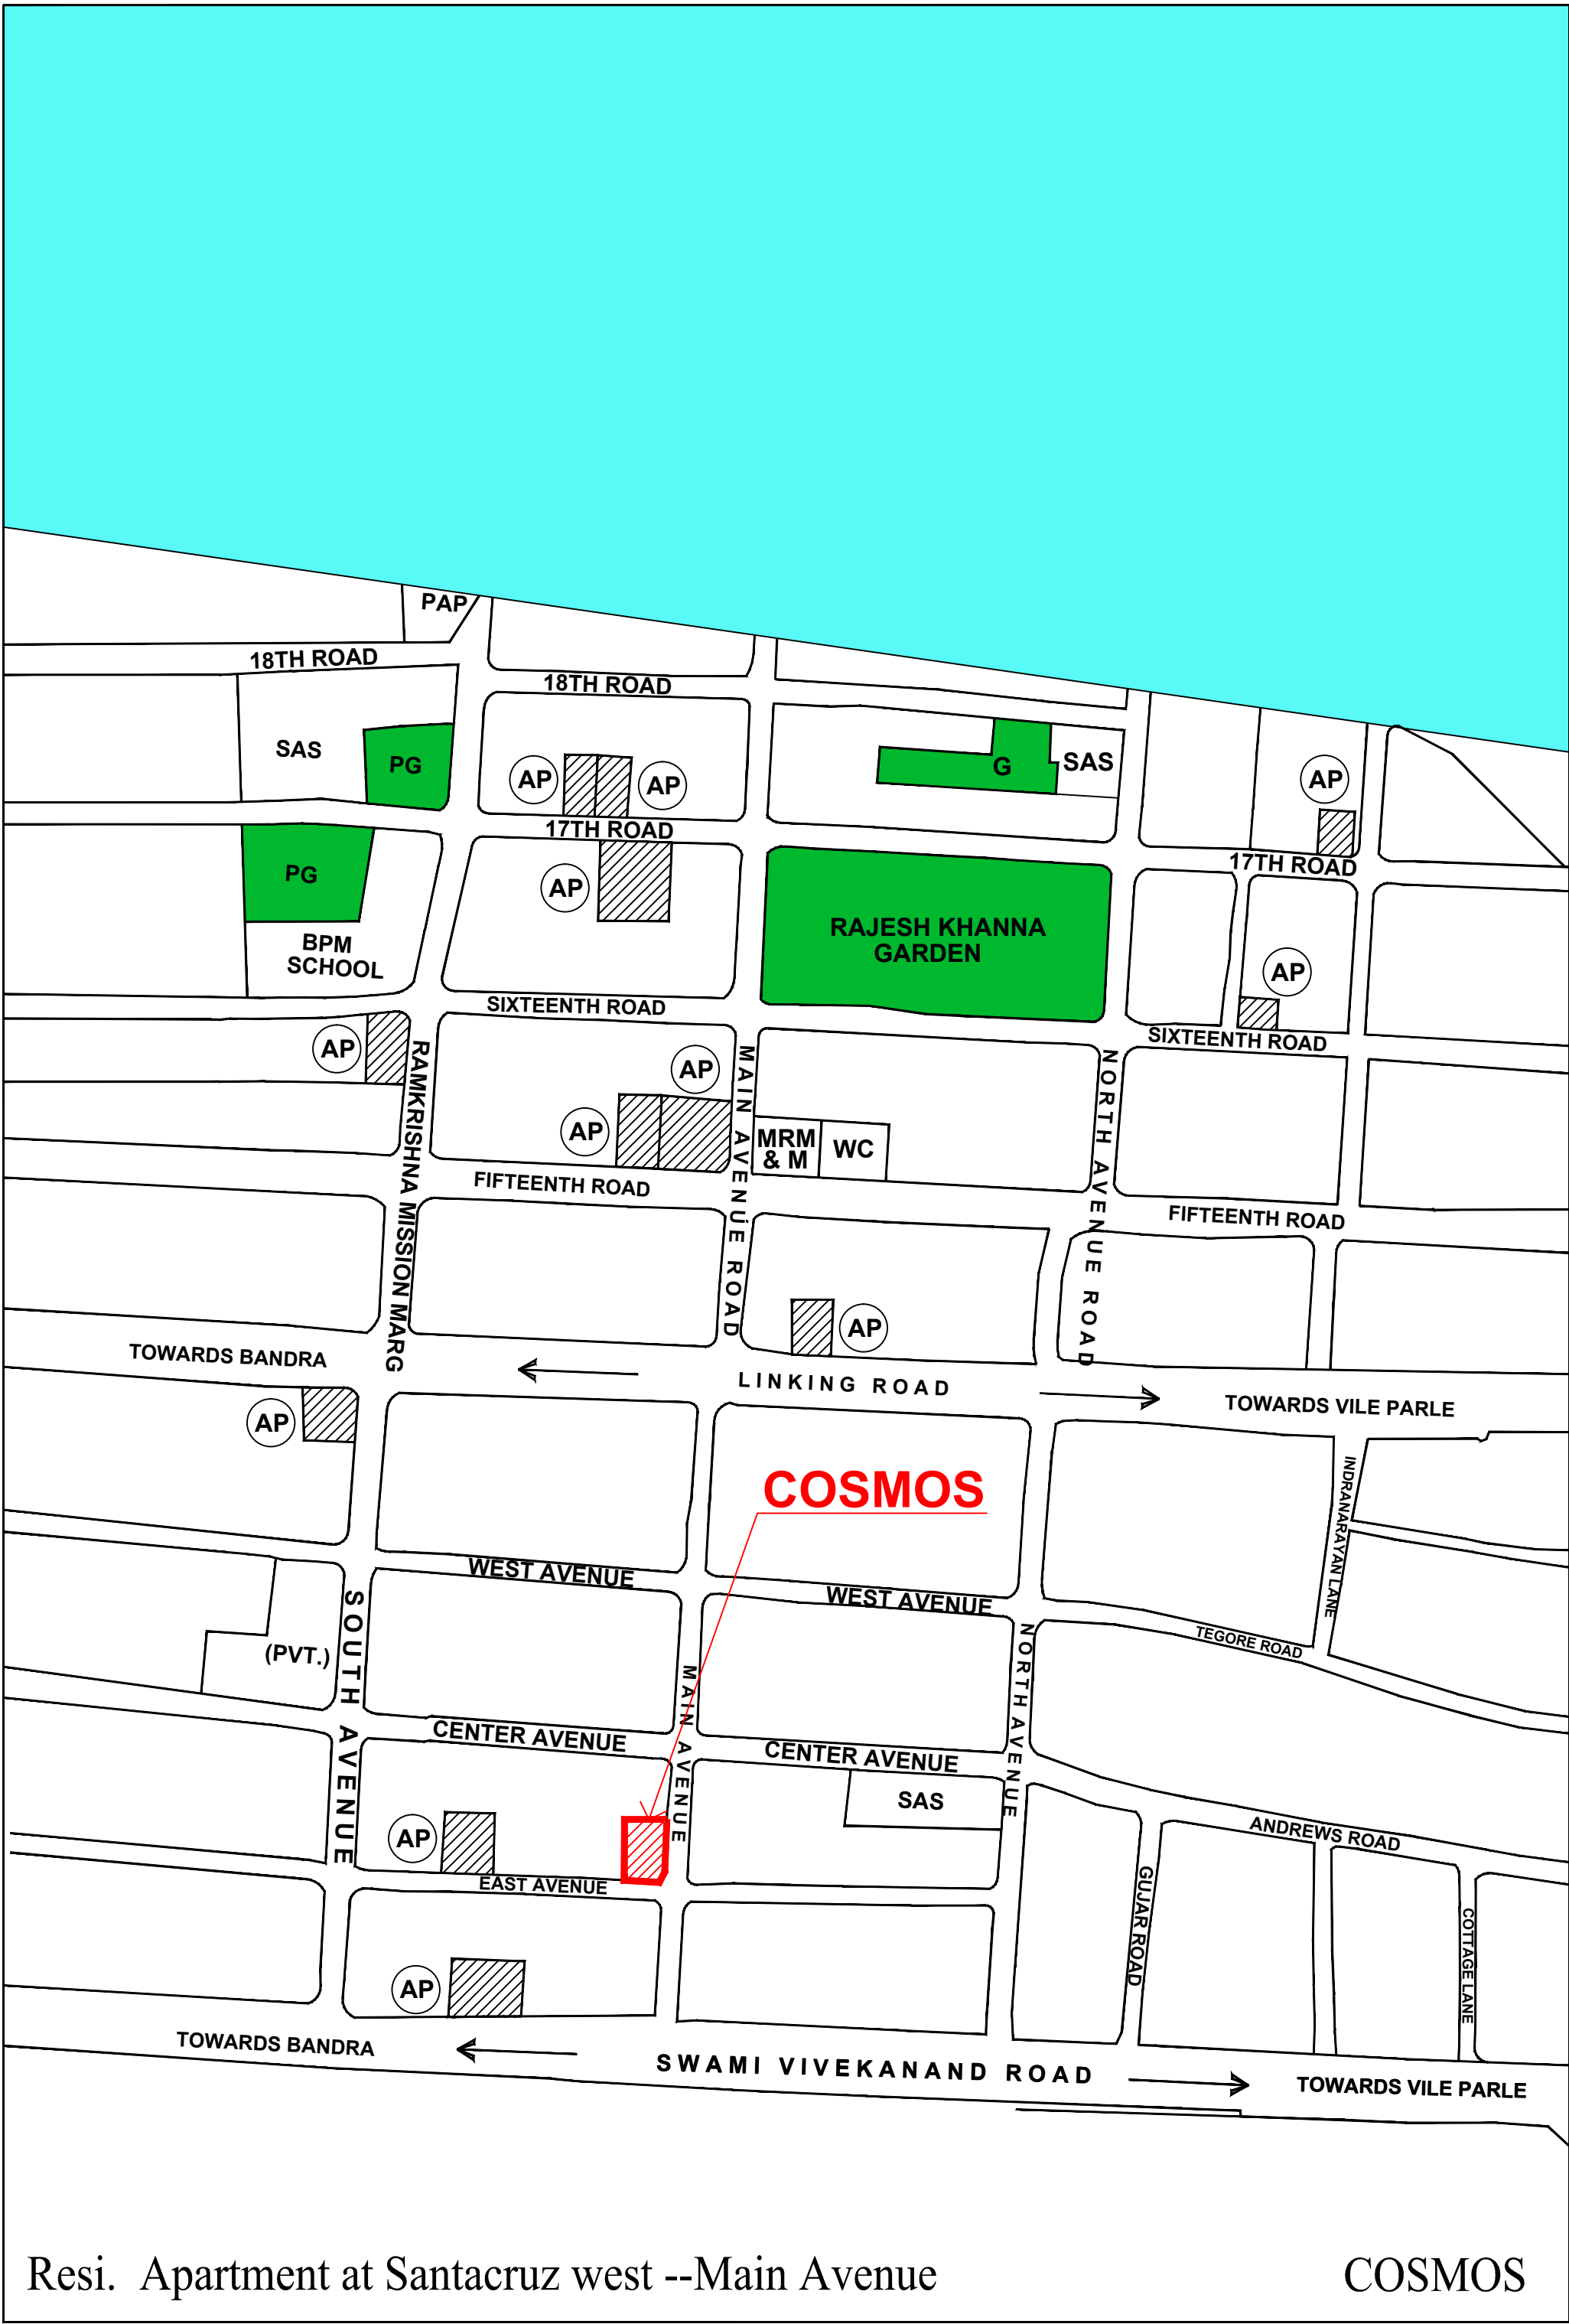 PAP
18TH ROAD
18TH ROAD
SAS
PG
AP
AP
G
SAS
AP
17TH ROAD
17TH ROAD
PG
AP
RAJESH KHANNA
GARDEN
BPM
SCHOOL
AP
SIXTEENTH ROAD
SIXTEENTH ROAD
AP
RAMKRISHNA MISSION MARG
AP
MAIN AVENUE ROAD
NORTH AVENUE ROAD
AP
MRM
& M
WC
FIFTEENTH ROAD
FIFTEENTH ROAD
AP
TOWARDS BANDRA
LINKING ROAD
TOWARDS VILE PARLE
AP
COSMOS
INDRANARAYAN LANE
WEST AVENUE
WEST AVENUE
SOUTH AVENUE
(PVT.)
TEGORE ROAD
NORTH AVENUE
MAIN AVENUE
CENTER AVENUE
CENTER AVENUE
SAS
AP
ANDREWS ROAD
EAST AVENUE
GUJAR ROAD
COTTAGE LANE
AP
TOWARDS BANDRA
SWAMI VIVEKANAND ROAD
TOWARDS VILE PARLE
Resi. Apartment at Santacruz west --Main Avenue
COSMOS